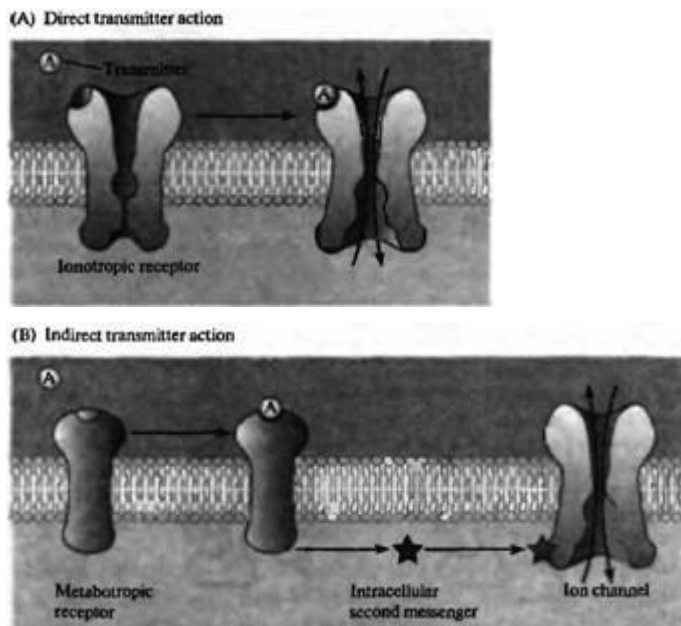 (A) Direct transmitter action
A
Transmitter
A
Ionotropic receptor
(B) Indirect transmitter action
A
A
Metabotropic
receptor
Intracellular
second messenger
Ion channel